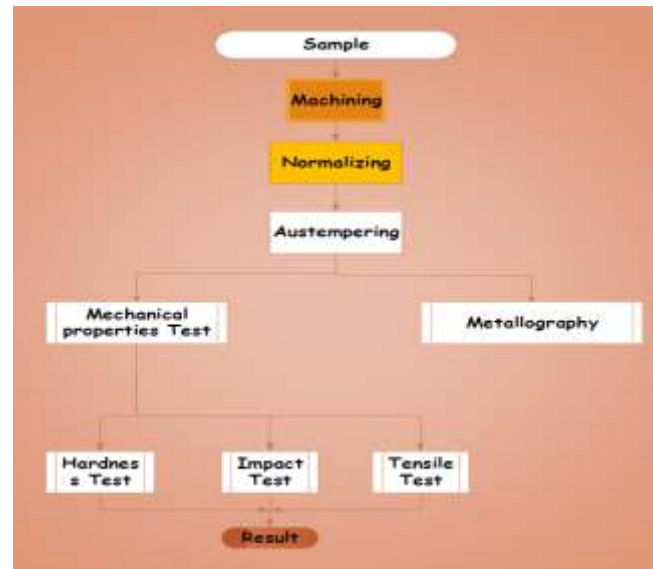 Sample
Machining
Normalizing
Austempering
Mechanical
properties Test
Metallography
Hardnes
s Test
Impact
Test
Tensile
Test
Result